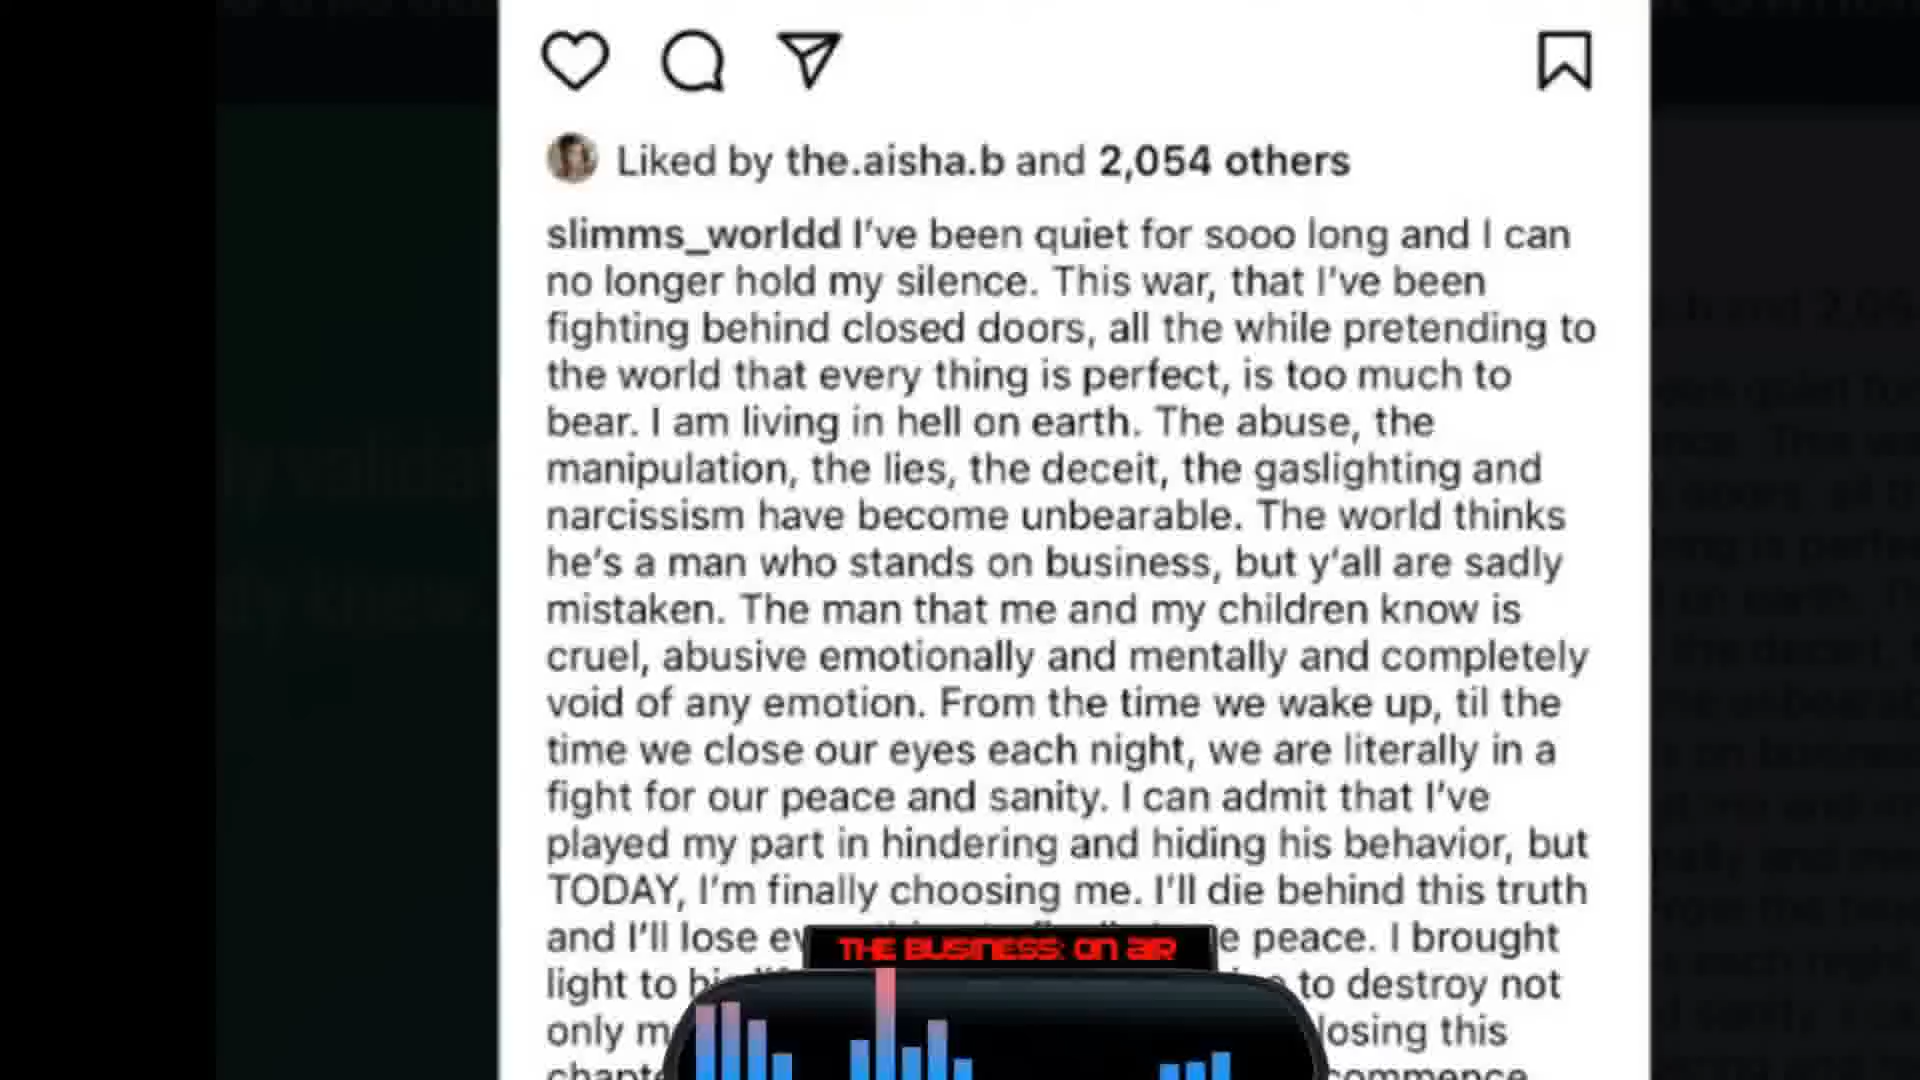 Liked by the.aisha.b and 2,054 others
slimms_worldd I've been quiet for sooo long and I can
no longer hold my silence. This war, that I've been
fighting behind closed doors, all the while pretending to
the world that every thing is perfect, is too much to
bear. I am living in hell on earth. The abuse, the
manipulation, the lies, the deceit, the gaslighting and
narcissism have become unbearable. The world thinks
he's a man who stands on business, but y'all are sadly
mistaken. The man that me and my children know is
cruel, abusive emotionally and mentally and completely
void of any emotion. From the time we wake up, til the
time we close our eyes each night, we are literally in a
fight for our peace and sanity. I can admit that I've
played my part in hindering and hiding his behavior, but
TODAY, I'm finally choosing me. I'll die behind this truth
and I'll lose peace. I brought
THE BUSINESS: ON AIR
light to to destroy not
only losing this